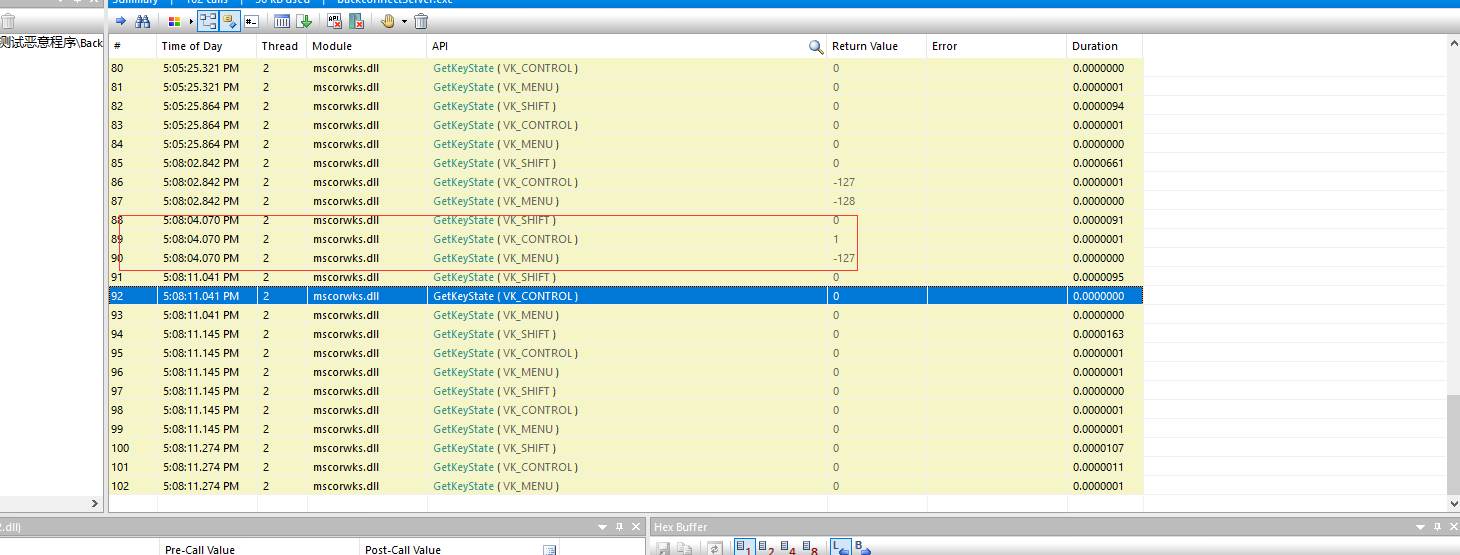 Summary | 102 calls | 56 kB used | backconnectServer.exe
测试恶意程序\Back
# Time of Day Thread Module API Return Value Error Duration
80 5:05:25.321 PM 2 mscorwks.dll GetKeyState ( VK_CONTROL ) 0 0.0000000
81 5:05:25.321 PM 2 mscorwks.dll GetKeyState ( VK_MENU ) 0 0.0000001
82 5:05:25.864 PM 2 mscorwks.dll GetKeyState ( VK_SHIFT ) 0 0.0000094
83 5:05:25.864 PM 2 mscorwks.dll GetKeyState ( VK_CONTROL ) 0 0.0000001
84 5:05:25.864 PM 2 mscorwks.dll GetKeyState ( VK_MENU ) 0 0.0000000
85 5:08:02.842 PM 2 mscorwks.dll GetKeyState ( VK_SHIFT ) 0 0.0000661
86 5:08:02.842 PM 2 mscorwks.dll GetKeyState ( VK_CONTROL ) -127 0.0000001
87 5:08:02.842 PM 2 mscorwks.dll GetKeyState ( VK_MENU ) -128 0.0000000
88 5:08:04.070 PM 2 mscorwks.dll GetKeyState ( VK_SHIFT ) 0 0.0000091
89 5:08:04.070 PM 2 mscorwks.dll GetKeyState ( VK_CONTROL ) 1 0.0000001
90 5:08:04.070 PM 2 mscorwks.dll GetKeyState ( VK_MENU ) -127 0.0000000
91 5:08:11.041 PM 2 mscorwks.dll GetKeyState ( VK_SHIFT ) 0 0.0000095
92 5:08:11.041 PM 2 mscorwks.dll GetKeyState ( VK_CONTROL ) 0 0.0000000
93 5:08:11.041 PM 2 mscorwks.dll GetKeyState ( VK_MENU ) 0 0.0000000
94 5:08:11.145 PM 2 mscorwks.dll GetKeyState ( VK_SHIFT ) 0 0.0000163
95 5:08:11.145 PM 2 mscorwks.dll GetKeyState ( VK_CONTROL ) 0 0.0000001
96 5:08:11.145 PM 2 mscorwks.dll GetKeyState ( VK_MENU ) 0 0.0000001
97 5:08:11.145 PM 2 mscorwks.dll GetKeyState ( VK_SHIFT ) 0 0.0000000
98 5:08:11.145 PM 2 mscorwks.dll GetKeyState ( VK_CONTROL ) 0 0.0000001
99 5:08:11.145 PM 2 mscorwks.dll GetKeyState ( VK_MENU ) 0 0.0000001
100 5:08:11.274 PM 2 mscorwks.dll GetKeyState ( VK_SHIFT ) 0 0.0000107
101 5:08:11.274 PM 2 mscorwks.dll GetKeyState ( VK_CONTROL ) 0 0.0000011
102 5:08:11.274 PM 2 mscorwks.dll GetKeyState ( VK_MENU ) 0 0.0000001
2.dll)
Hex Buffer
Pre-Call Value Post-Call Value
1 2 4 8 L B